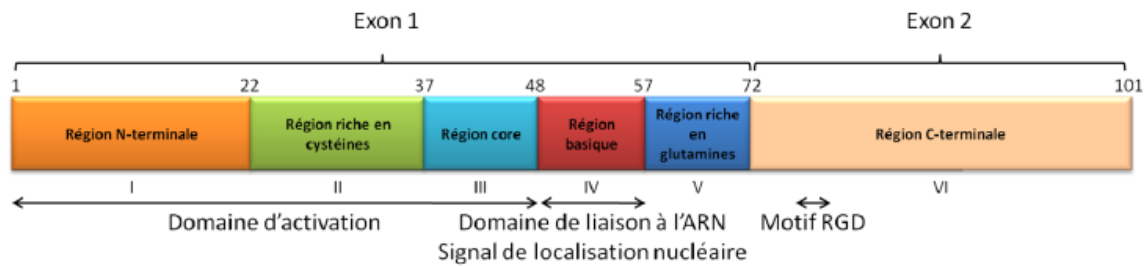 Exon 1 Exon 2
1 22 37 48 57 72 101
Région N-terminale Région riche en cystéines Région core Région basique Région riche en glutamines Région C-terminale
I II III IV V VI
Domaine d'activation Domaine de liaison à l'ARN Motif RGD
Signal de localisation nucléaire